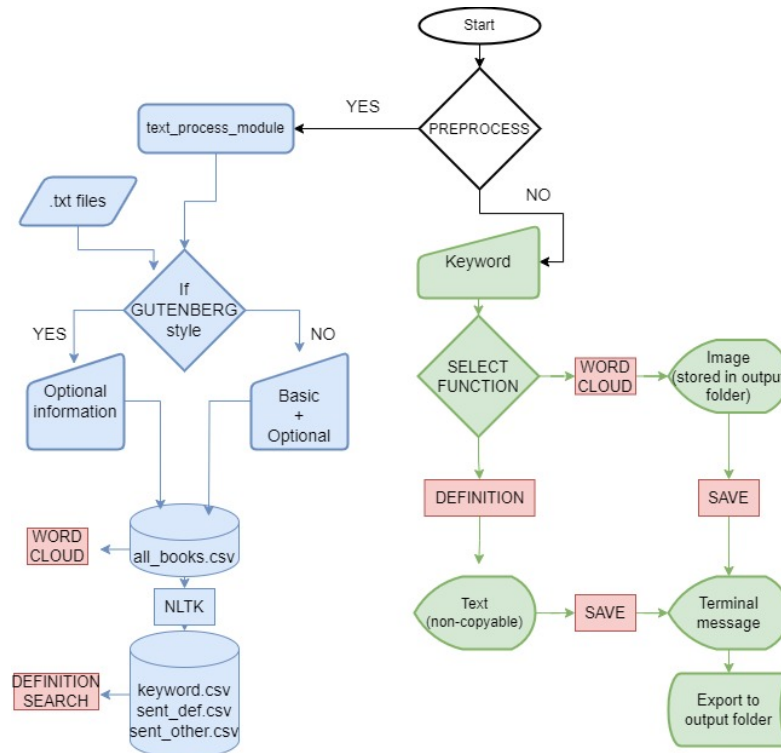 Start
PREPROCESS
YES
NO
text_process_module
.txt files
If
GUTENBERG
style
YES
NO
Optional
information
Basic
+
Optional
all_books.csv
WORD
CLOUD
NLTK
keyword.csv
sent_def.csv
sent_other.csv
DEFINITION
SEARCH
Keyword
SELECT
FUNCTION
WORD
CLOUD
Image
(stored in output
folder)
SAVE
DEFINITION
Text
(non-copyable)
SAVE
Terminal
message
Export to
output folder